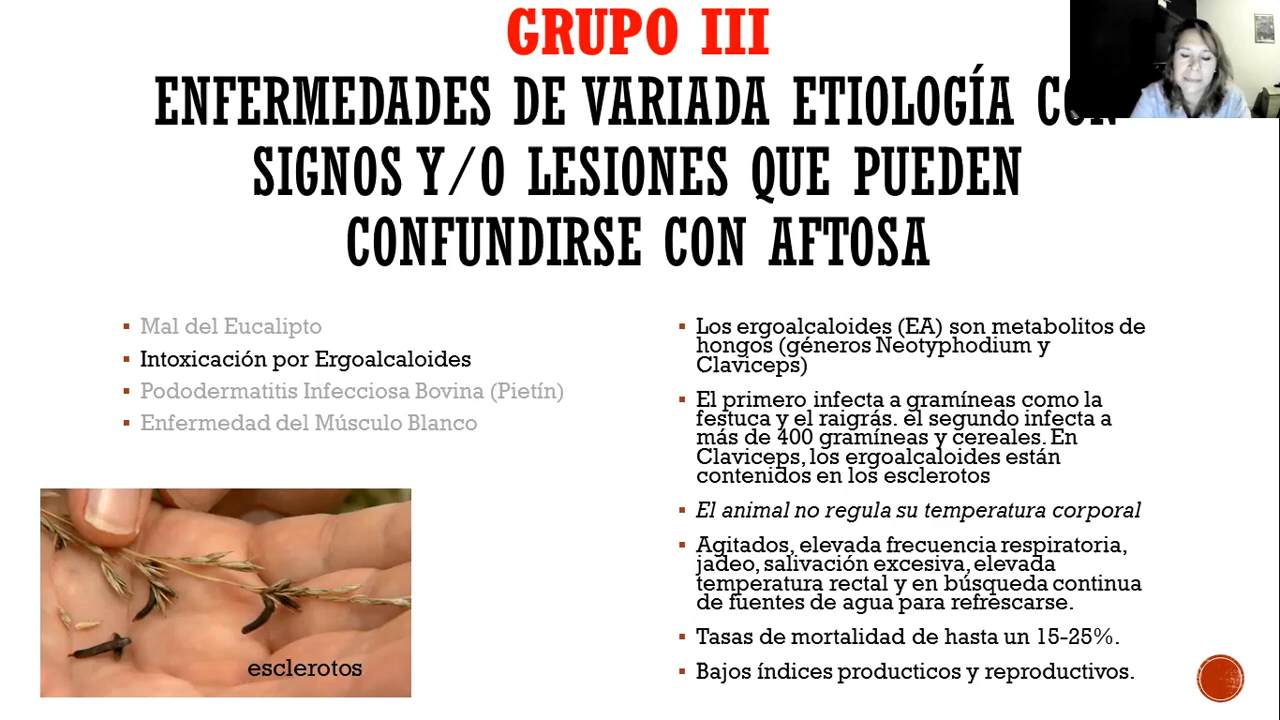 GRUPO III
ENFERMEDADES DE VARIADA ETIOLOGÍA CON
SIGNOS Y/O LESIONES QUE PUEDEN
CONFUNDIRSE CON AFTOSA
Mal del Eucalipto
Intoxicación por Ergoalcaloides
Pododermatitis Infecciosa Bovina (Pietín)
Enfermedad del Músculo Blanco
esclerotos
Los ergoalcaloides (EA) son metabolitos de
hongos (géneros Neotyphodium y
Claviceps)
El primero infecta a gramíneas como la
festuca y el raigrás. el segundo infecta a
más de 400 gramíneas y cereales. En
Claviceps, los ergoalcaloides están
contenidos en los esclerotos
El animal no regula su temperatura corporal
Agitados, elevada frecuencia respiratoria,
jadeo, salivación excesiva, elevada
temperatura rectal y en búsqueda continua
de fuentes de agua para refrescarse.
Tasas de mortalidad de hasta un 15-25%.
Bajos índices producticos y reproductivos.